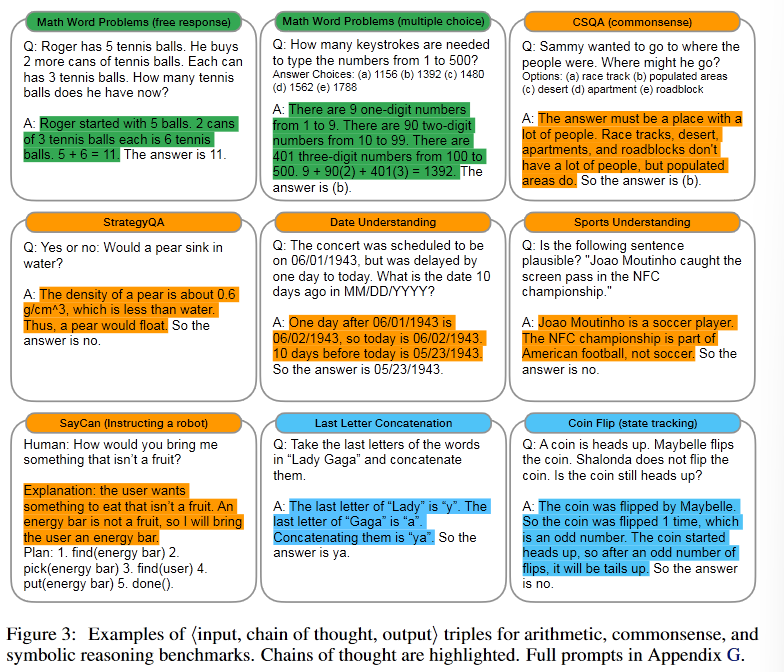 Math Word Problems (free response)
Q: Roger has 5 tennis balls. He buys
2 more cans of tennis balls. Each can
has 3 tennis balls. How many tennis
balls does he have now?
A: Roger started with 5 balls. 2 cans
of 3 tennis balls each is 6 tennis
balls. 5 + 6 = 11. The answer is 11.
Math Word Problems (multiple choice)
Q: How many keystrokes are needed
to type the numbers from 1 to 500?
Answer Choices: (a) 1156 (b) 1392 (c) 1480
(d) 1562 (e) 1788
A: There are 9 one-digit numbers
from 1 to 9. There are 90 two-digit
numbers from 10 to 99. There are
401 three-digit numbers from 100 to
500. 9 + 90(2) + 401(3) = 1392. The
answer is (b).
CSQA (commonsense)
Q: Sammy wanted to go to where the
people were. Where might he go?
Options: (a) race track (b) populated areas
(c) desert (d) apartment (e) roadblock
A: The answer must be a place with a
lot of people. Race tracks, desert,
apartments, and roadblocks don't
have a lot of people, but populated
areas do. So the answer is (b).
StrategyQA
Q: Yes or no: Would a pear sink in
water?
A: The density of a pear is about 0.6
g/cm^3, which is less than water.
Thus, a pear would float. So the
answer is no.
Date Understanding
Q: The concert was scheduled to be
on 06/01/1943, but was delayed by
one day to today. What is the date 10
days ago in MM/DD/YYYY?
A: One day after 06/01/1943 is
06/02/1943, so today is 06/02/1943.
10 days before today is 05/23/1943.
So the answer is 05/23/1943.
Sports Understanding
Q: Is the following sentence
plausible? "Joao Moutinho caught the
screen pass in the NFC
championship."
A: Joao Moutinho is a soccer player.
The NFC championship is part of
American football, not soccer. So the
answer is no.
SayCan (Instructing a robot)
Human: How would you bring me
something that isn't a fruit?
Explanation: the user wants
something to eat that isn't a fruit. An
energy bar is not a fruit, so I will bring
the user an energy bar.
Plan: 1. find(energy bar) 2.
pick(energy bar) 3. find(user) 4.
put(energy bar) 5. done().
Last Letter Concatenation
Q: Take the last letters of the words
in “Lady Gaga” and concatenate
them.
A: The last letter of “Lady” is “y”. The
last letter of “Gaga” is “a”.
Concatenating them is “ya”. So the
answer is ya.
Coin Flip (state tracking)
Q: A coin is heads up. Maybelle flips
the coin. Shalonda does not flip the
coin. Is the coin still heads up?
A: The coin was flipped by Maybelle.
So the coin was flipped 1 time, which
is an odd number. The coin started
heads up, so after an odd number of
flips, it will be tails up. So the answer
is no.
Figure 3: Examples of ⟨input, chain of thought, output⟩ triples for arithmetic, commonsense, and
symbolic reasoning benchmarks. Chains of thought are highlighted. Full prompts in Appendix G.